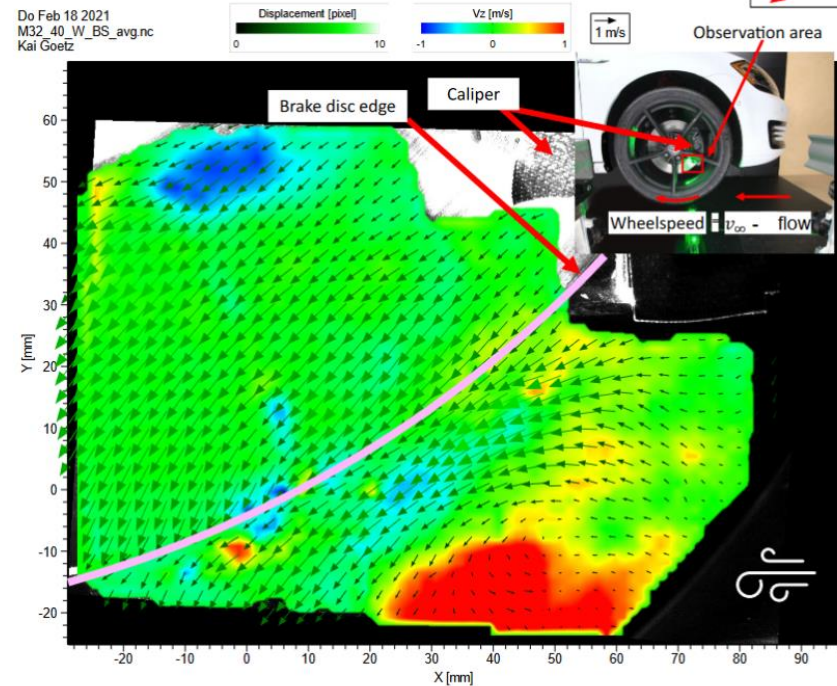 Do Feb 18 2021
M32_40_W_BS_avg.nc
Kai Goetz
Displacement [pixel]
0 10
Vz [m/s]
-1 0 1
1 m/s
Observation area
Caliper
Brake disc edge
Wheelspeed = v∞ - flow
Y [mm]
60
50
40
30
20
10
0
-10
-20
-20 -10 0 10 20 30 40 50 60 70 80 90
X [mm]